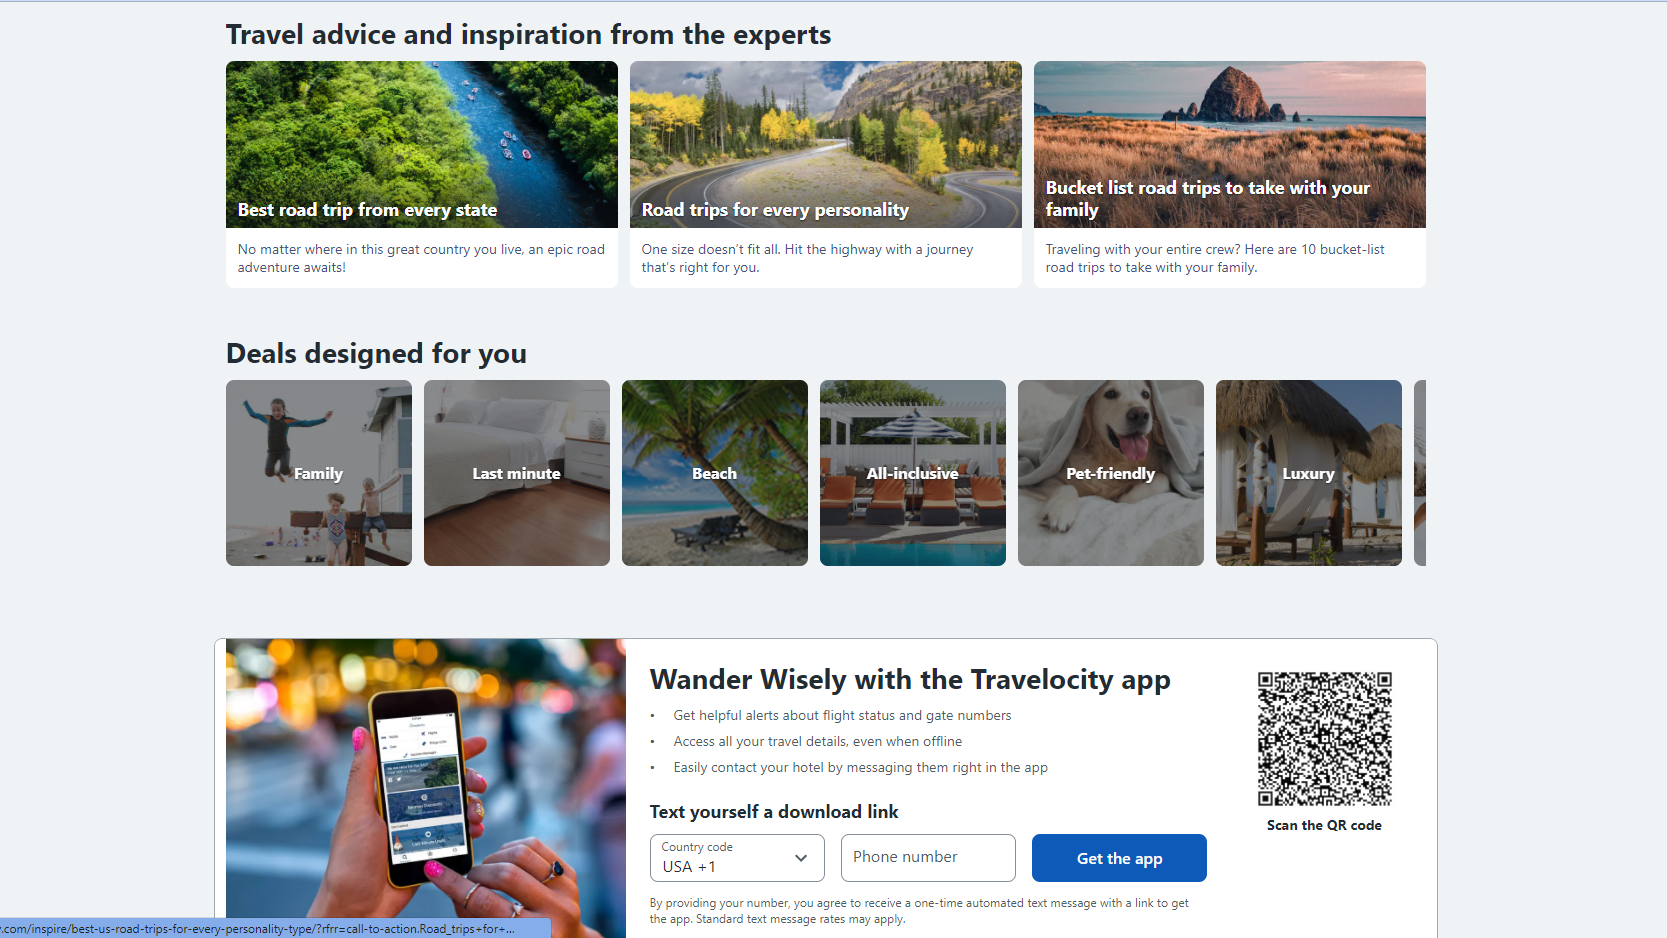 Travel advice and inspiration from the experts
Best road trip from every state
No matter where in this great country you live, an epic road
adventure awaits!
Road trips for every personality
One size doesn’t fit all. Hit the highway with a journey
that’s right for you.
Bucket list road trips to take with your
family
Traveling with your entire crew? Here are 10 bucket-list
road trips to take with your family.
Deals designed for you
Family
Last minute
Beach
All-inclusive
Pet-friendly
Luxury
Wander Wisely with the Travelocity app
• Get helpful alerts about flight status and gate numbers
• Access all your travel details, even when offline
• Easily contact your hotel by messaging them right in the app
Text yourself a download link
Country code
USA +1
Phone number
Get the app
By providing your number, you agree to receive a one-time automated text message with a link to get
the app. Standard text message rates may apply.
Scan the QR code
.com/inspire/best-us-road-trips-for-every-personality-type/?rfrr=call-to-action.Road_trips+for+...